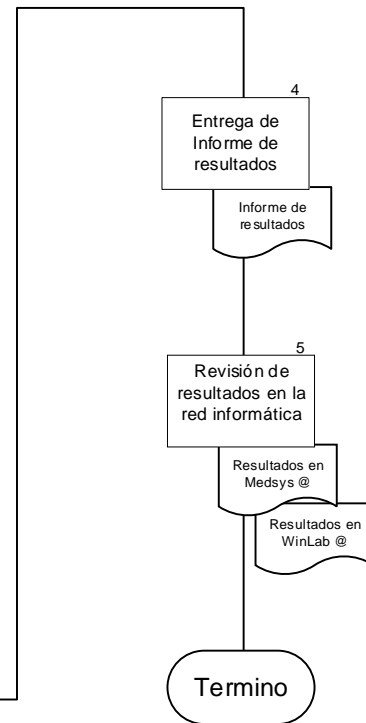 4
Entrega de
Informe de
resultados
Informe de
resultados
5
Revisión de
resultados en la
red informática
Resultados en
Medsys @
Resultados en
WinLab @
Termino